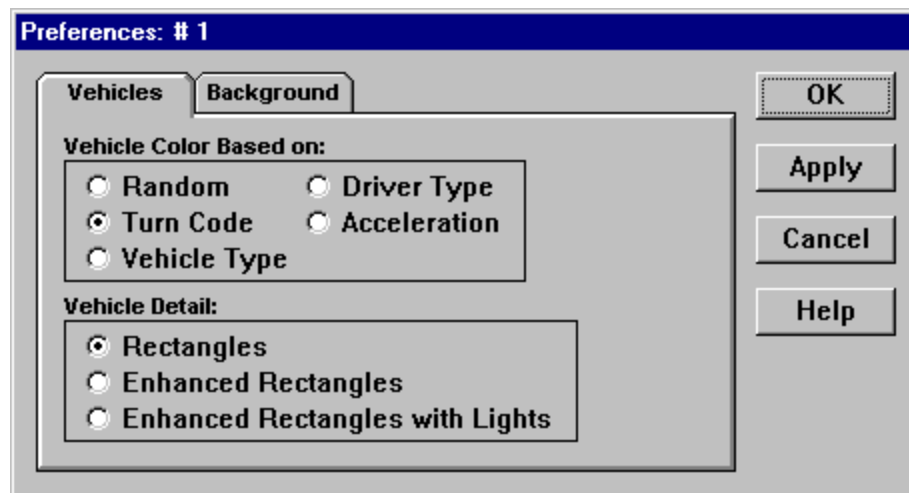 Preferences: # 1
Vehicles Background
OK
Vehicle Color Based on:
Random Driver Type
Apply
Turn Code Acceleration
Cancel
Vehicle Type
Vehicle Detail:
Help
Rectangles
Enhanced Rectangles
Enhanced Rectangles with Lights